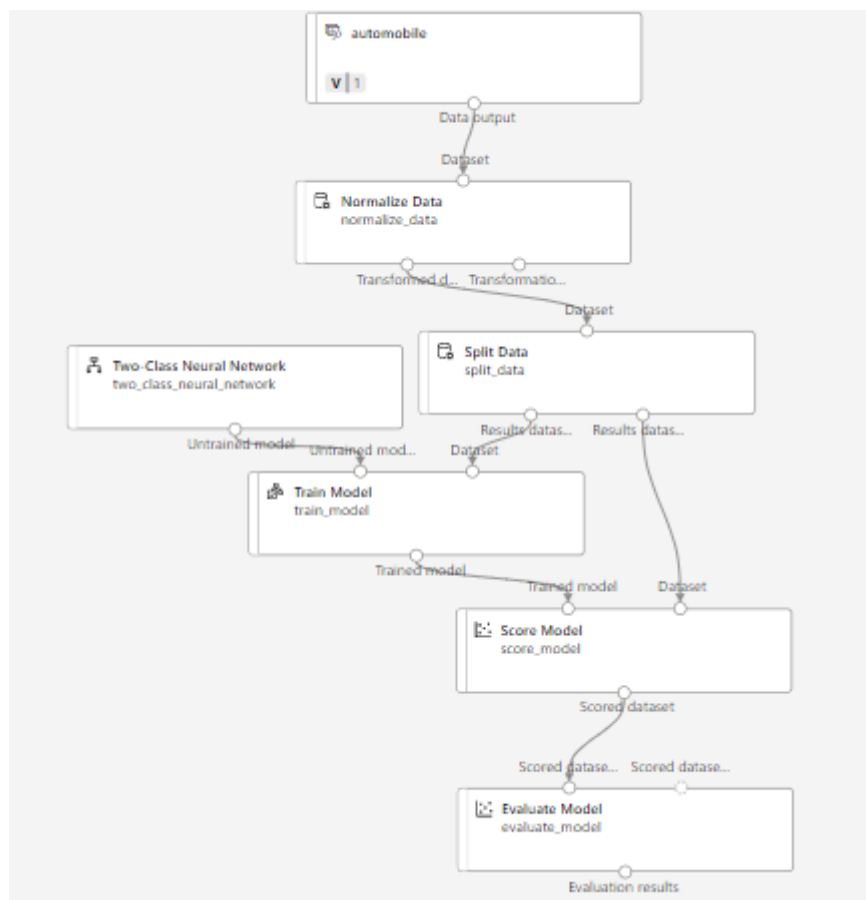 automobile
V | 1
Data output
Dataset
Normalize Data
normalize_data
Transformed d... Transformatio...
Dataset
Two-Class Neural Network
two_class_neural_network
Split Data
split_data
Untrained model
Results datas... Results datas...
Untrained mod... Dataset
Train Model
train_model
Trained model
Trained model Dataset
Score Model
score_model
Scored dataset
Scored datase... Scored datase...
Evaluate Model
evaluate_model
Evaluation results